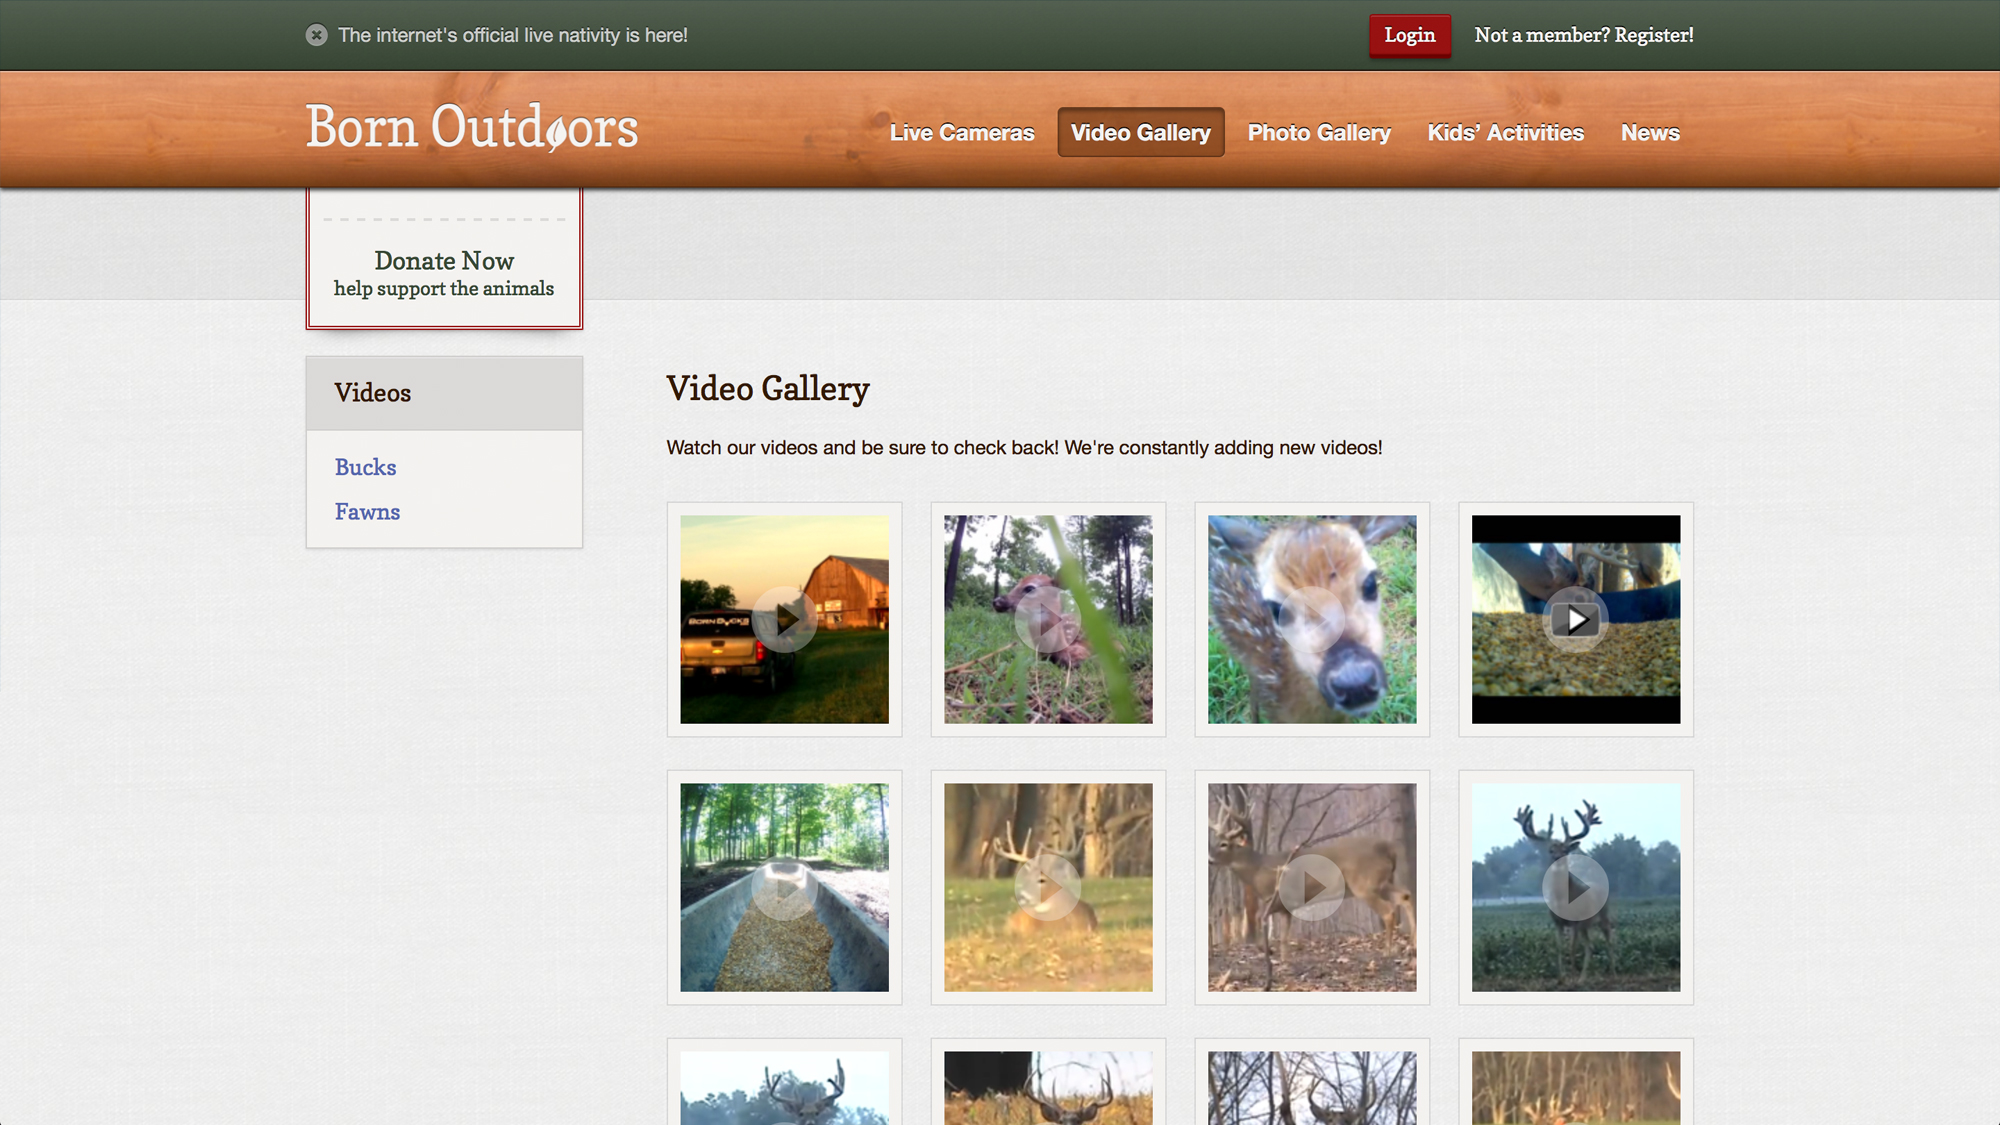 The internet's official live nativity is here!
Login
Not a member? Register!
Born Outdoors
Live Cameras
Video Gallery
Photo Gallery
Kids’ Activities
News
Donate Now
help support the animals
Videos
Bucks
Fawns
Video Gallery
Watch our videos and be sure to check back! We're constantly adding new videos!
BORN BUCKS